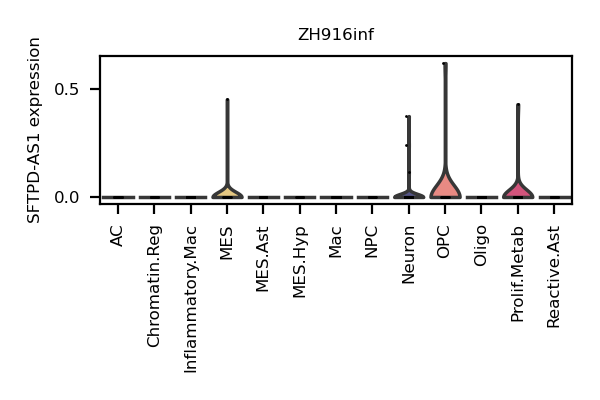 ZH916inf
SFTPD-AS1 expression
0.5
0.0
AC
Chromatin.Reg
Inflammatory.Mac
MES
MES.Ast
MES.Hyp
Mac
NPC
Neuron
OPC
Oligo
Prolif.Metab
Reactive.Ast